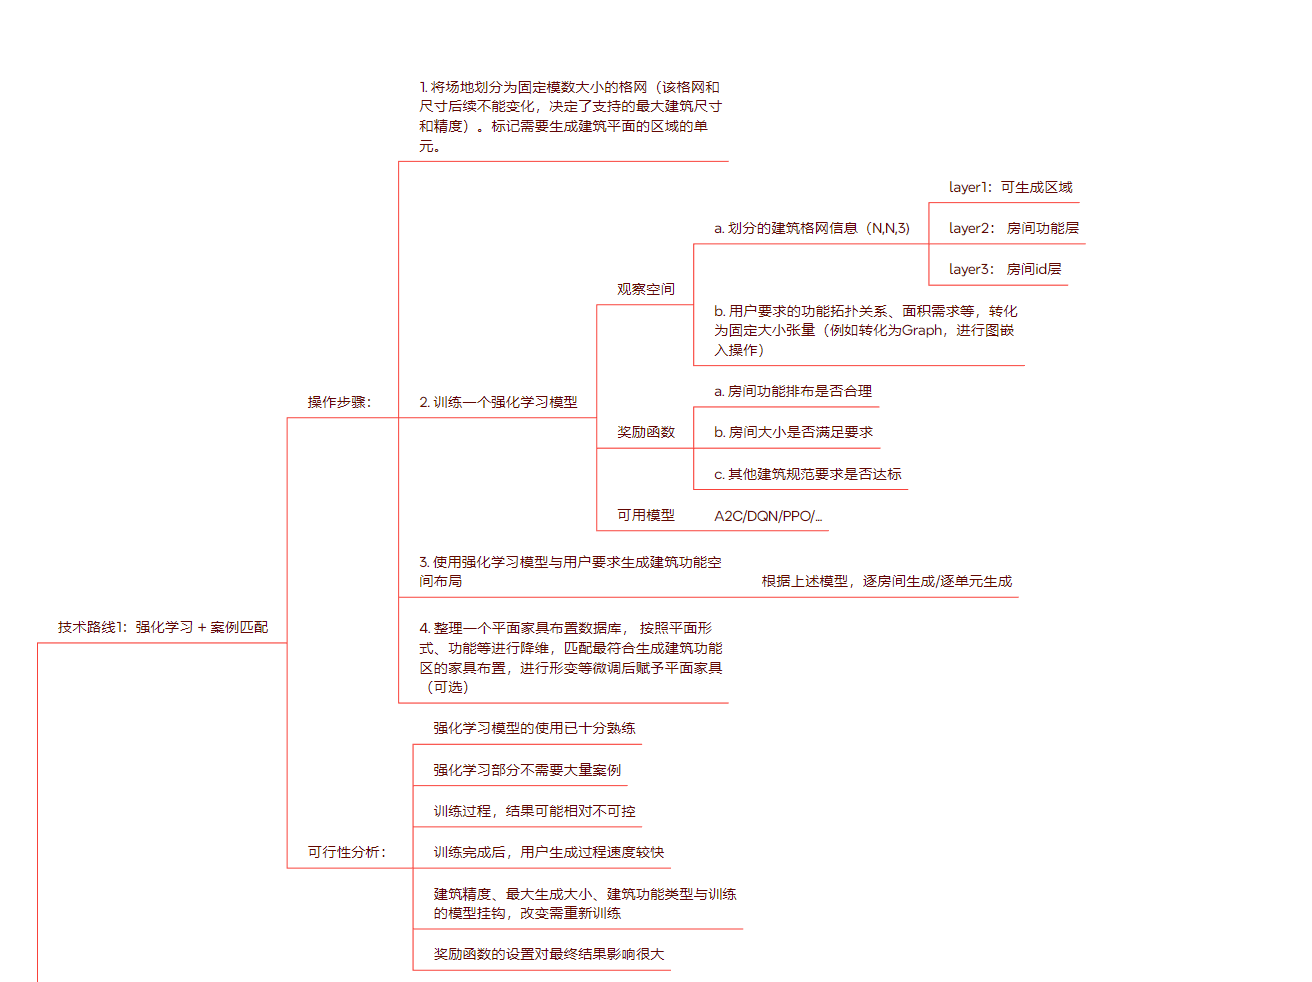 1. 将场地划分为固定模数大小的格网（该格网和
尺寸后续不能变化，决定了支持的最大建筑尺寸
和精度）。标记需要生成建筑平面的区域的单
元。
layer1：可生成区域
a. 划分的建筑格网信息（N,N,3)
layer2： 房间功能层
layer3： 房间id层
观察空间
b. 用户要求的功能拓扑关系、面积需求等，转化
为固定大小张量（例如转化为Graph，进行图嵌
入操作）
a. 房间功能排布是否合理
操作步骤：
2. 训练一个强化学习模型
奖励函数
b. 房间大小是否满足要求
c. 其他建筑规范要求是否达标
可用模型
A2C/DQN/PPO/...
3. 使用强化学习模型与用户要求生成建筑功能空
间布局
根据上述模型，逐房间生成/逐单元生成
技术路线1：强化学习 + 案例匹配
4. 整理一个平面家具布置数据库， 按照平面形
式、功能等进行降维，匹配最符合生成建筑功能
区的家具布置，进行形变等微调后赋予平面家具
（可选）
强化学习模型的使用已十分熟练
强化学习部分不需要大量案例
训练过程，结果可能相对不可控
可行性分析：
训练完成后，用户生成过程速度较快
建筑精度、最大生成大小、建筑功能类型与训练
的模型挂钩，改变需重新训练
奖励函数的设置对最终结果影响很大